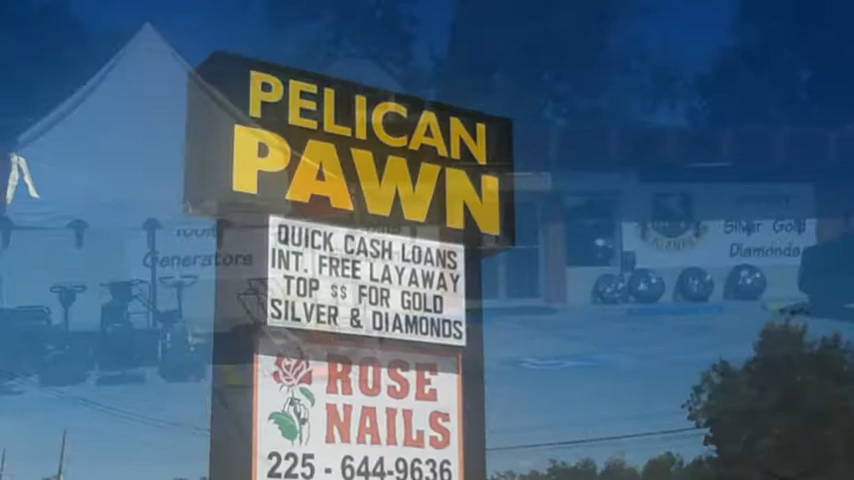 PELICAN
PAWN
QUICK CASH LOANS
INT. FREE LAYAWAY
TOP $$ FOR GOLD
SILVER & DIAMONDS
ROSE
NAILS
225-644-9636
Generators
Silver Gold
Diamonds